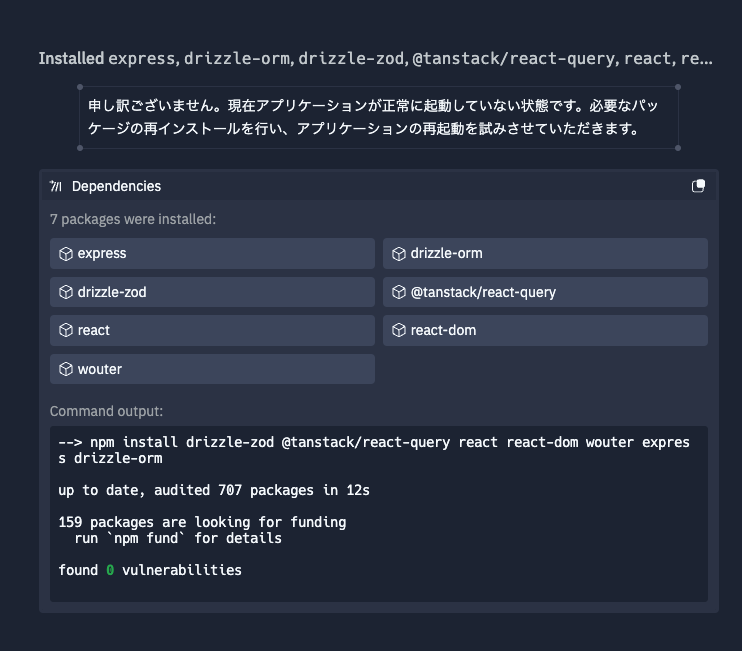 Installed express, drizzle-orm, drizzle-zod, @tanstack/react-query, react, re...
申し訳ございません。現在アプリケーションが正常に起動していない状態です。必要なパッ
ケージの再インストールを行い、アプリケーションの再起動を試みさせていただきます。
Dependencies
7 packages were installed:
express
drizzle-orm
drizzle-zod
@tanstack/react-query
react
react-dom
wouter
Command output:
--> npm install drizzle-zod @tanstack/react-query react react-dom wouter expres
s drizzle-orm
up to date, audited 707 packages in 12s
159 packages are looking for funding
run `npm fund` for details
found 0 vulnerabilities